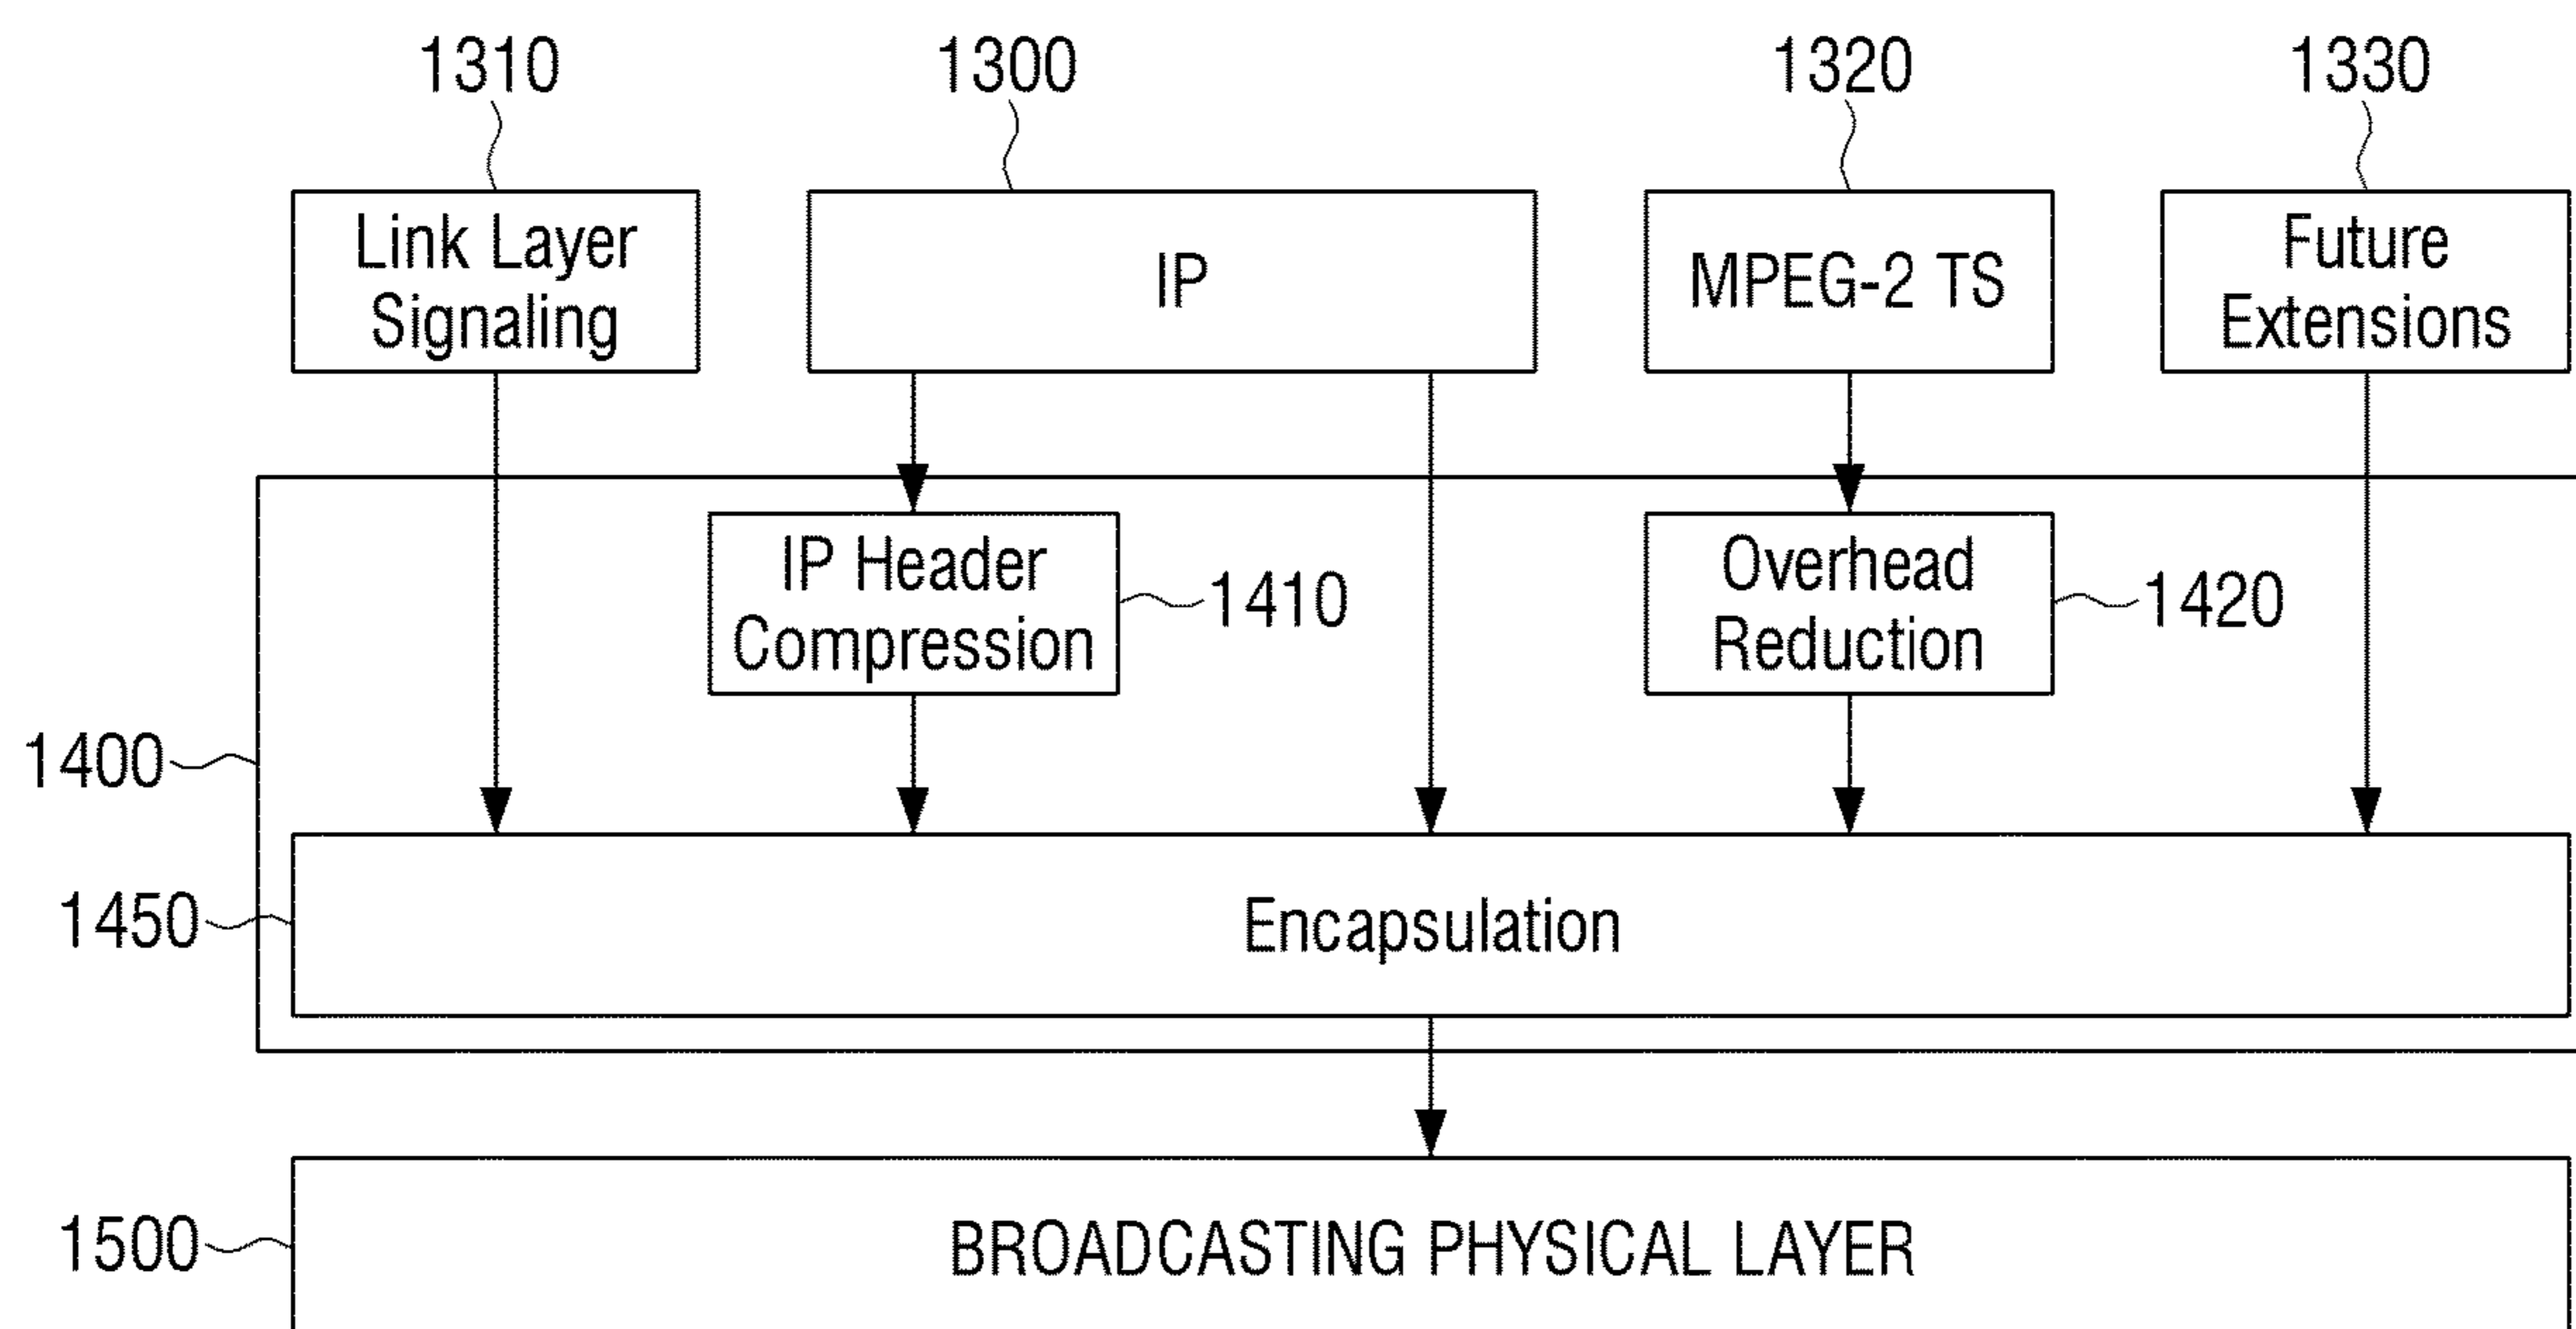 1310
1300
1320
1330
Link Layer
Signaling
IP
MPEG-2 TS
Future
Extensions
IP Header
Compression
1410
Overhead
Reduction
1420
1400
1450
Encapsulation
1500
BROADCASTING PHYSICAL LAYER